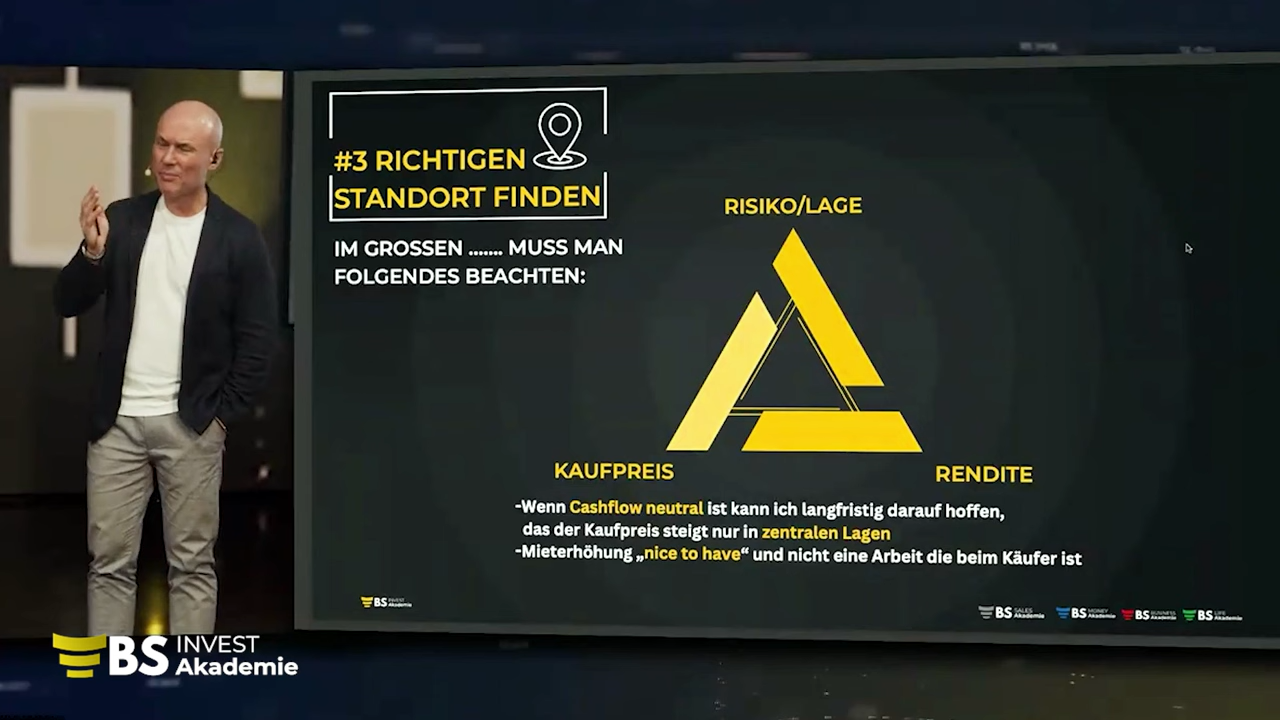 #3 RICHTIGEN
STANDORT FINDEN
IM GROSSEN ....... MUSS MAN
FOLGENDES BEACHTEN:
RISIKO/LAGE
KAUFPREIS
RENDITE
-Wenn Cashflow neutral ist kann ich langfristig darauf hoffen,
das der Kaufpreis steigt nur in zentralen Lagen
-Mieterhöhung „nice to have“ und nicht eine Arbeit die beim Käufer ist
BS INVEST Akademie
BS SALES Akademie
BS MONEY Akademie
BS BUSINESS Akademie
BS LIFE Akademie
BS INVEST
Akademie